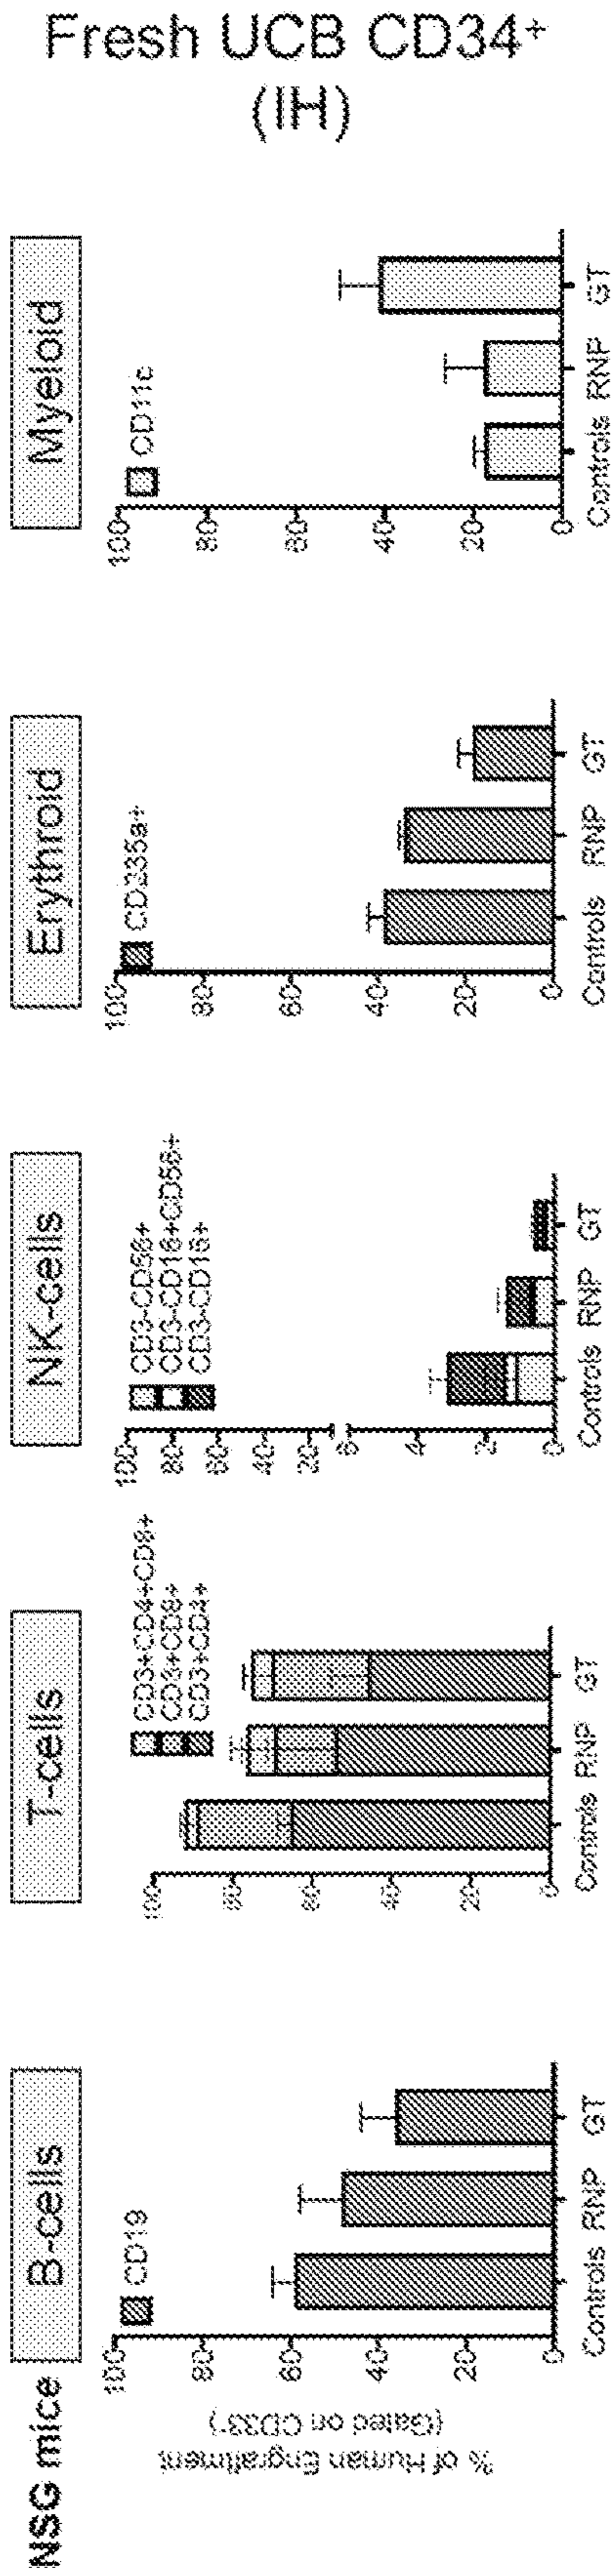 Fresh UCB CD34+
(IH)
NSG mice
B-cells
T-cells
NK-cells
Erythroid
Myeloid
% of Human Engraftment
(Gated on CD33-)
CD19
100
80
60
40
20
0
Controls RNP GT
CD3+CD4+CD8+
CD3+CD8+
CD3+CD4+
100
80
60
40
20
0
Controls RNP GT
CD3-CD56+
CD3-CD16+CD56+
CD3-CD16+
100
80
60
40
20
6
4
2
0
Controls RNP GT
CD235a+
100
80
60
40
20
0
Controls RNP GT
CD11c
100
80
60
40
20
0
Controls RNP GT